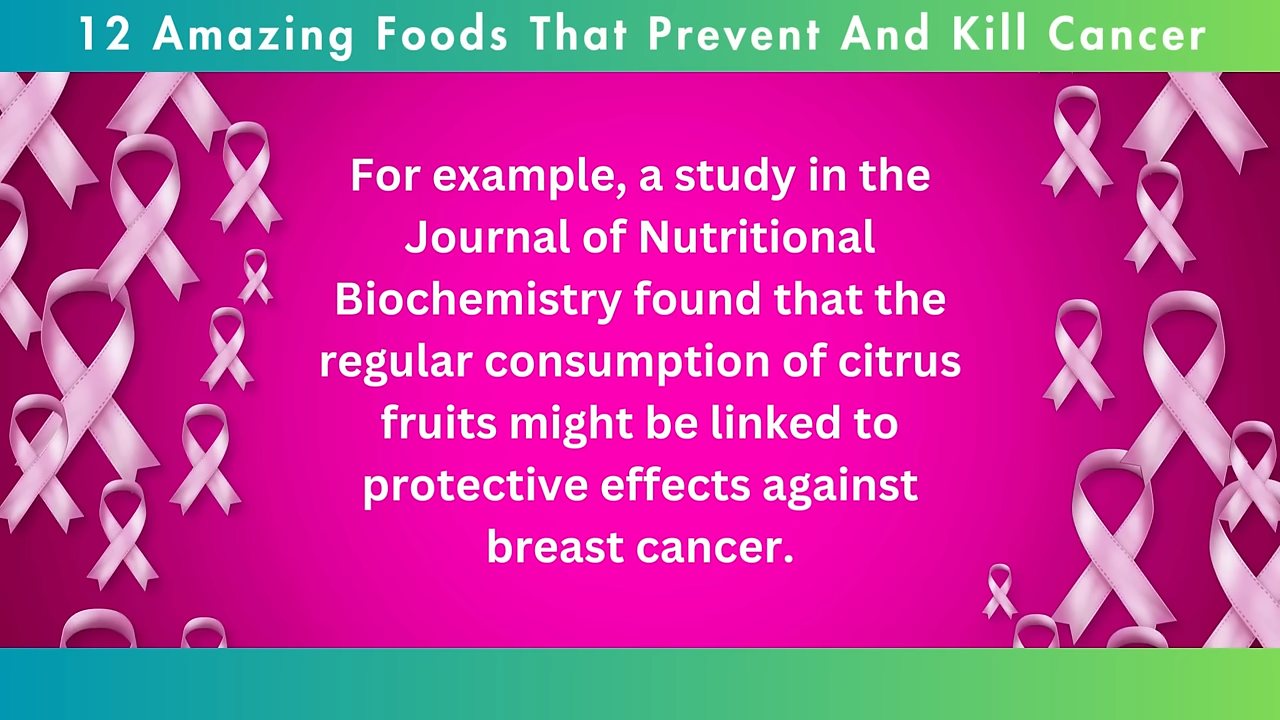 12 Amazing Foods That Prevent And Kill Cancer
For example, a study in the
Journal of Nutritional
Biochemistry found that the
regular consumption of citrus
fruits might be linked to
protective effects against
breast cancer.